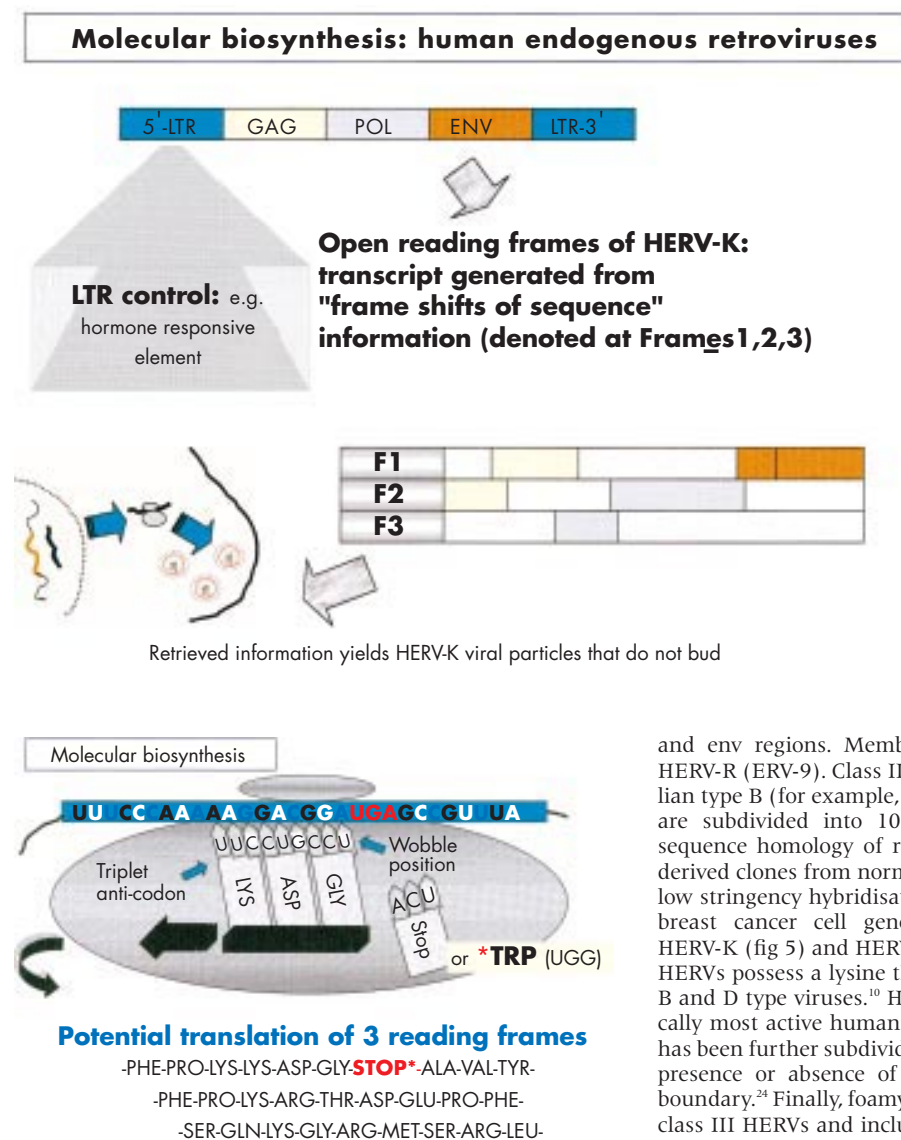 Molecular biosynthesis: human endogenous retroviruses
5'-LTR GAG POL ENV LTR-3'
Open reading frames of HERV-K:
transcript generated from
"frame shifts of sequence"
information (denoted at Frames1,2,3)
LTR control: e.g.
hormone responsive
element
F1
F2
F3
Retrieved information yields HERV-K viral particles that do not bud
Molecular biosynthesis
UUUCCAAAAAGGAUGGAUGAGCUGUUUA
UUCCUGCCU
Triplet
anti-codon
Wobble
position
LYS
ASP
GLY
ACU
Stop
or *TRP (UGG)
Potential translation of 3 reading frames
-PHE-PRO-LYS-LYS-ASP-GLY-STOP*-ALA-VAL-TYR-
-PHE-PRO-LYS-ARG-THR-ASP-GLU-PRO-PHE-
-SER-GLN-LYS-GLY-ARG-MET-SER-ARG-LEU-
and env regions. Memb
HERV-R (ERV-9). Class II
lian type B (for example,
are subdivided into 10
sequence homology of r
derived clones from norm
low stringency hybridisat
breast cancer cell gen
HERV-K (fig 5) and HERV
HERVs possess a lysine t
B and D type viruses.10 H
cally most active human
has been further subdivid
presence or absence of
boundary.24 Finally, foamy
class III HERVs and inclu